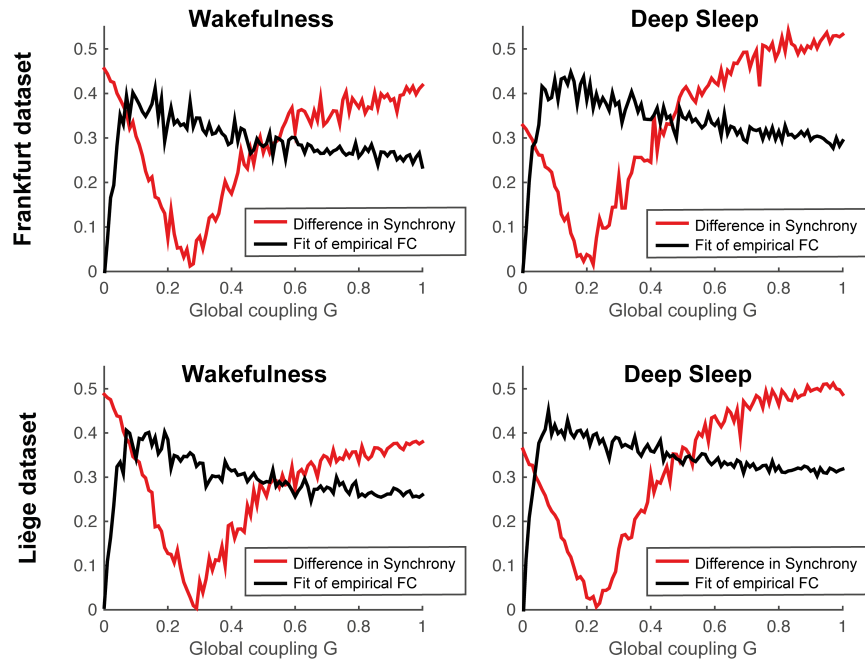 Wakefulness
Deep Sleep
Frankfurt dataset
0.5
0.4
0.3
0.2
0.1
0
0 0.2 0.4 0.6 0.8 1
Global coupling G
Difference in Synchrony
Fit of empirical FC
0.5
0.4
0.3
0.2
0.1
0
0 0.2 0.4 0.6 0.8 1
Global coupling G
Difference in Synchrony
Fit of empirical FC
Wakefulness
Deep Sleep
Liège dataset
0.5
0.4
0.3
0.2
0.1
0
0 0.2 0.4 0.6 0.8 1
Global coupling G
Difference in Synchrony
Fit of empirical FC
0.5
0.4
0.3
0.2
0.1
0
0 0.2 0.4 0.6 0.8 1
Global coupling G
Difference in Synchrony
Fit of empirical FC